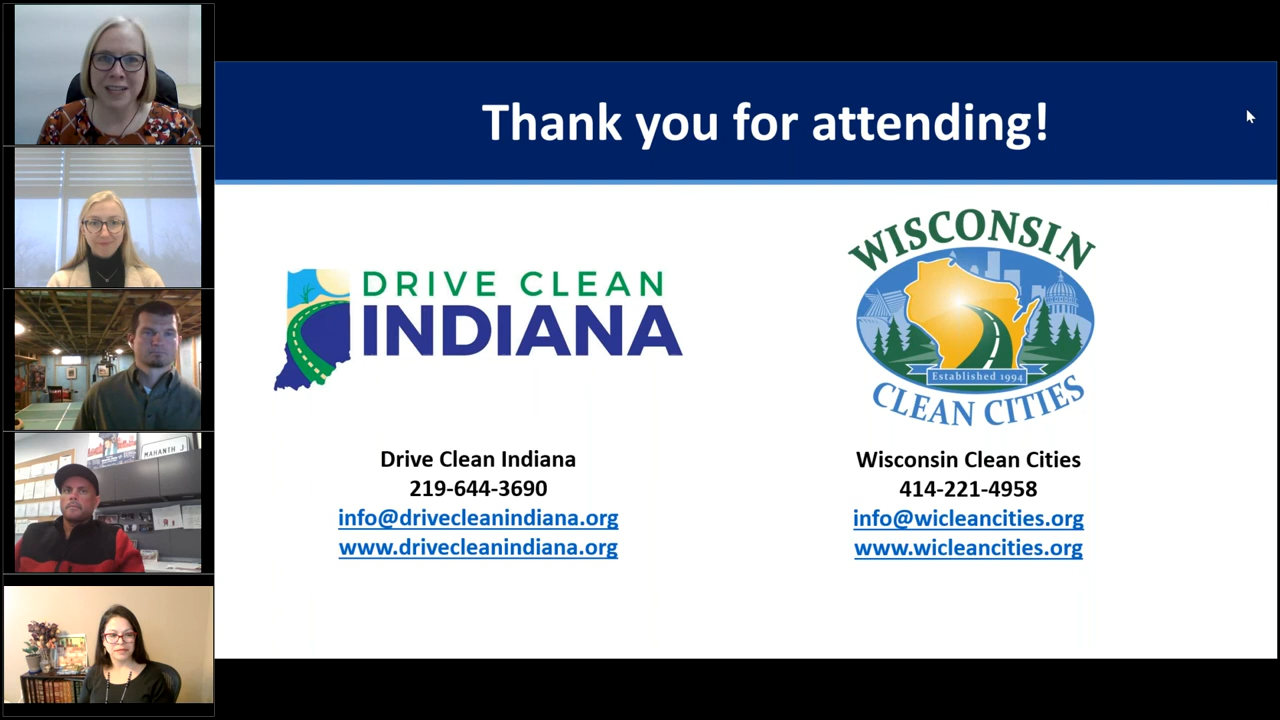 Thank you for attending!
DRIVE CLEAN
INDIANA
WISCONSIN
Established 1994
CLEAN CITIES
Drive Clean Indiana
219-644-3690
info@drivecleanindiana.org
www.drivecleanindiana.org
Wisconsin Clean Cities
414-221-4958
info@wicleancities.org
www.wicleancities.org
MAHANIH J